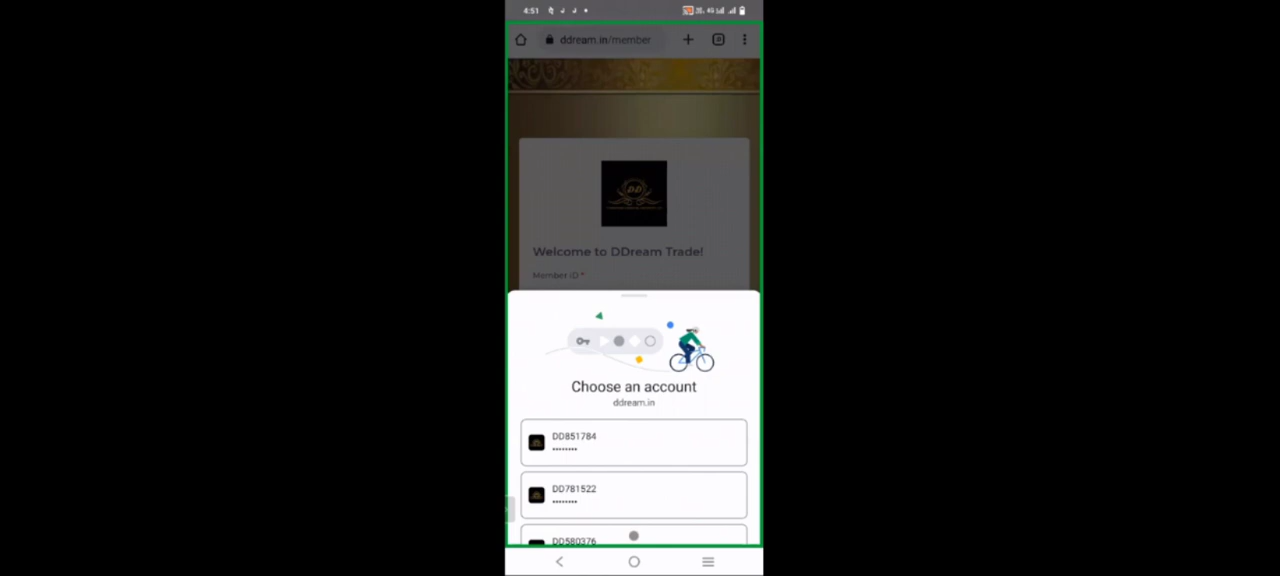 4:51
ddream.in/member
DD
Welcome to DDream Trade!
Member ID *
Choose an account
ddream.in
DD851784
••••••••
DD781522
••••••••
DD580376